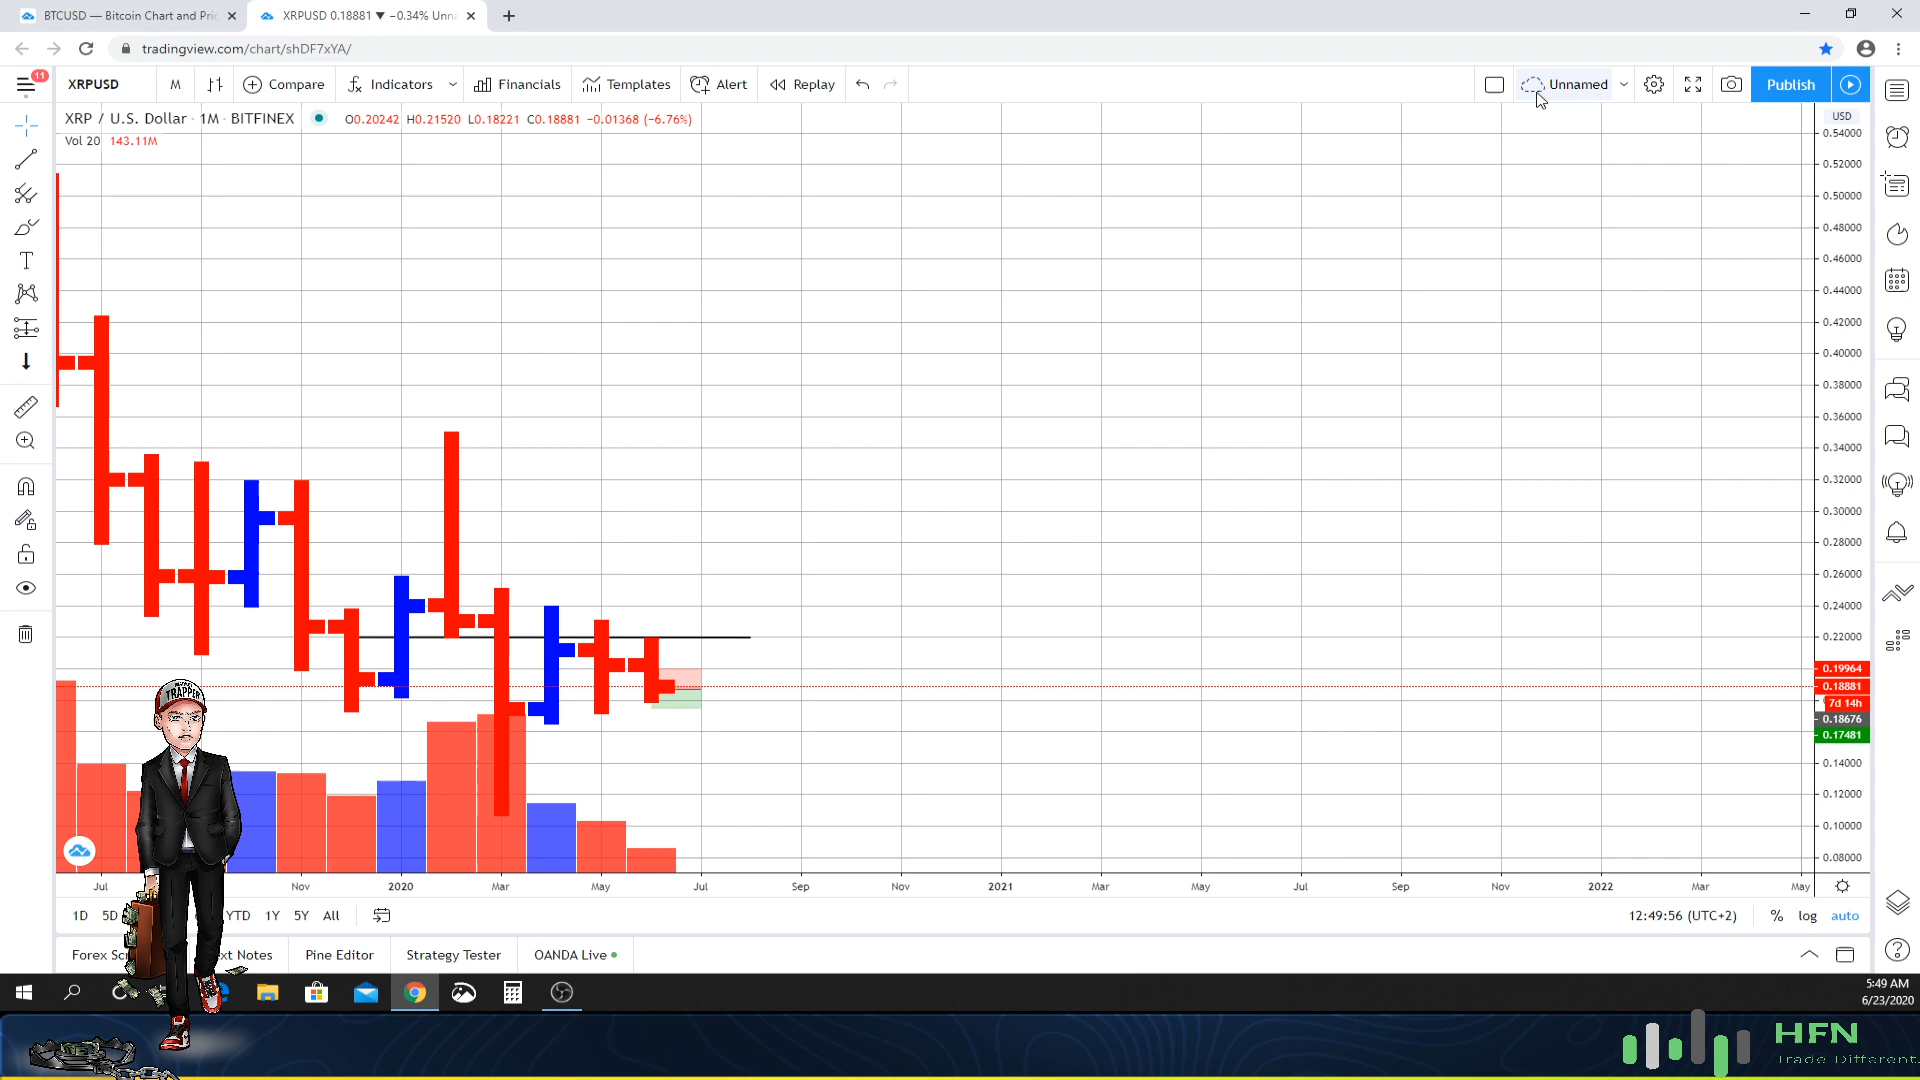 BTCUSD — Bitcoin Chart and Pric
XRPUSD 0.18881 ▼ −0.34% Unna
tradingview.com/chart/shDF7xYA/
11
XRPUSD M Compare Indicators Financials Templates Alert Replay Unnamed Publish
XRP / U.S. Dollar · 1M · BITFINEX O0.20242 H0.21520 L0.18221 C0.18881 −0.01368 (−6.76%)
Vol 20 143.11M
USD
0.54000
0.52000
0.50000
0.48000
0.46000
0.44000
0.42000
0.40000
0.38000
0.36000
0.34000
0.32000
0.30000
0.28000
0.26000
0.24000
0.22000
0.19964
0.18881
7d 14h
0.18676
0.17481
0.14000
0.12000
0.10000
0.08000
TRAPPER
Jul Nov 2020 Mar May Jul Sep Nov 2021 Mar May Jul Sep Nov 2022 Mar May
1D 5D YTD 1Y 5Y All
12:49:56 (UTC+2) % log auto
Forex Scr ext Notes Pine Editor Strategy Tester OANDA Live
5:49 AM
6/23/2020
HFN
Trade Different.